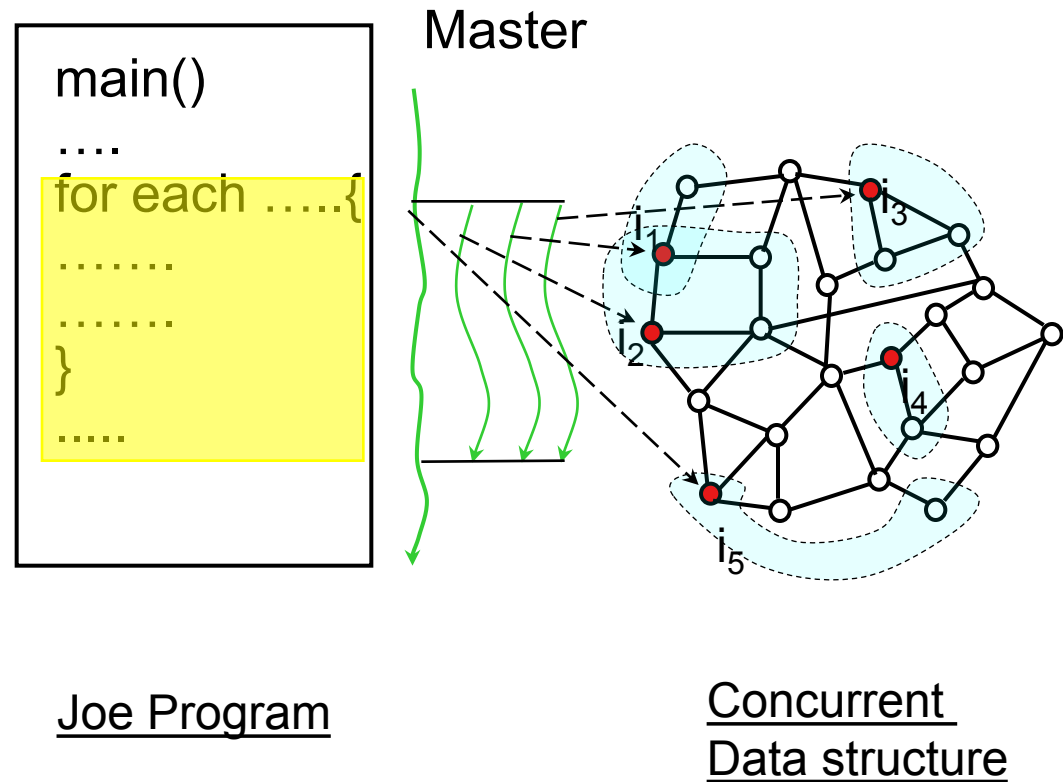 Master
main()
….
for each …..{
…….
…….
}
…..
i₁
i₂
i₃
i₄
i₅
Joe Program
Concurrent
Data structure